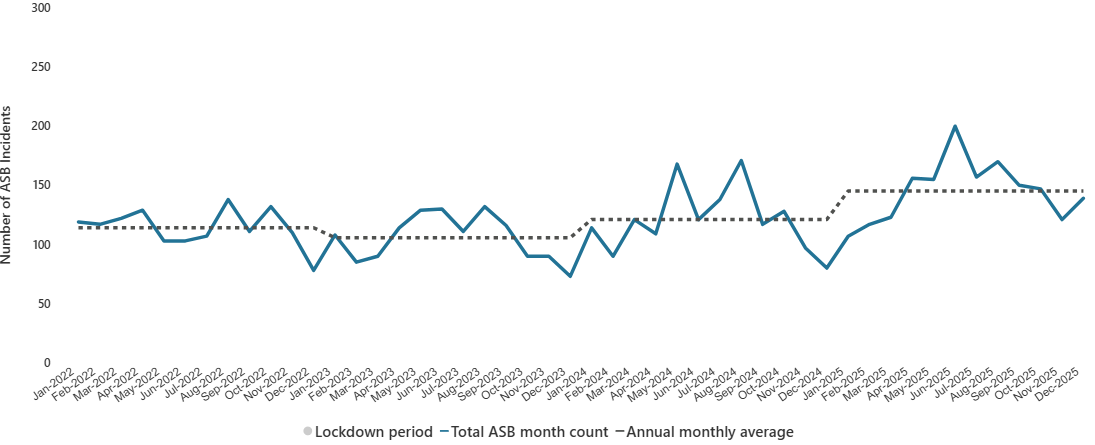 300
250
200
150
100
50
0
Number of ASB Incidents
Jan-2022
Feb-2022
Mar-2022
Apr-2022
May-2022
Jun-2022
Jul-2022
Aug-2022
Sep-2022
Oct-2022
Nov-2022
Dec-2022
Jan-2023
Feb-2023
Mar-2023
Apr-2023
May-2023
Jun-2023
Jul-2023
Aug-2023
Sep-2023
Oct-2023
Nov-2023
Dec-2023
Jan-2024
Feb-2024
Mar-2024
Apr-2024
May-2024
Jun-2024
Jul-2024
Aug-2024
Sep-2024
Oct-2024
Nov-2024
Dec-2024
Jan-2025
Feb-2025
Mar-2025
Apr-2025
May-2025
Jun-2025
Jul-2025
Aug-2025
Sep-2025
Oct-2025
Nov-2025
Dec-2025
Lockdown period Total ASB month count Annual monthly average